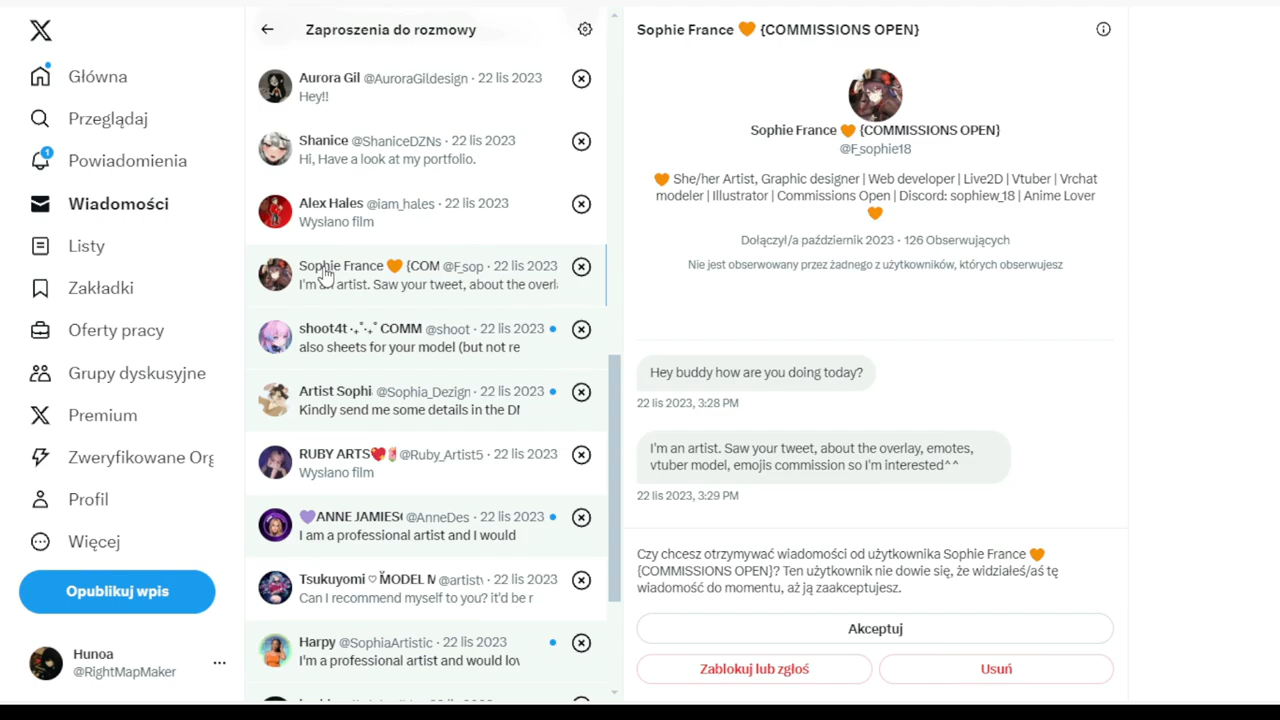 Główna
Przeglądaj
1
Powiadomienia
Wiadomości
Listy
Zakładki
Oferty pracy
Grupy dyskusyjne
Premium
Zweryfikowane Org
Profil
Więcej
Opublikuj wpis
Hunoa
@RightMapMaker
Zaproszenia do rozmowy
Aurora Gil @AuroraGildesign · 22 lis 2023
Hey!!
Shanice @ShaniceDZNs · 22 lis 2023
Hi, Have a look at my portfolio.
Alex Hales @iam_hales · 22 lis 2023
Wysłano film
Sophie France 🧡 {COM @F_sop · 22 lis 2023
I'm an artist. Saw your tweet, about the overl
shoot4t ‧₊˚‧₊˚ COMM @shoot · 22 lis 2023
also sheets for your model (but not re
Artist Sophi @Sophia_Dezign · 22 lis 2023
Kindly send me some details in the DM
RUBY ARTS💖 @Ruby_Artist5 · 22 lis 2023
Wysłano film
💜ANNE JAMIES @AnneDes · 22 lis 2023
I am a professional artist and I would
Tsukuyomi ♡ MODEL M @artist · 22 lis 2023
Can I recommend myself to you? it'd be r
Harpy @SophiaArtistic · 22 lis 2023
I'm a professional artist and would lov
Sophie France 🧡 {COMMISSIONS OPEN}
Sophie France 🧡 {COMMISSIONS OPEN}
@F_sophie18
🧡 She/her Artist, Graphic designer | Web developer | Live2D | Vtuber | Vrchat
modeler | Illustrator | Commissions Open | Discord: sophiew_18 | Anime Lover
🧡
Dołączył/a październik 2023 · 126 Obserwujących
Nie jest obserwowany przez żadnego z użytkowników, których obserwujesz
Hey buddy how are you doing today?
22 lis 2023, 3:28 PM
I'm an artist. Saw your tweet, about the overlay, emotes,
vtuber model, emojis commission so I'm interested^^
22 lis 2023, 3:29 PM
Czy chcesz otrzymywać wiadomości od użytkownika Sophie France 🧡
{COMMISSIONS OPEN}? Ten użytkownik nie dowie się, że widziałeś/aś tę
wiadomość do momentu, aż ją zaakceptujesz.
Akceptuj
Zablokuj lub zgłoś
Usuń